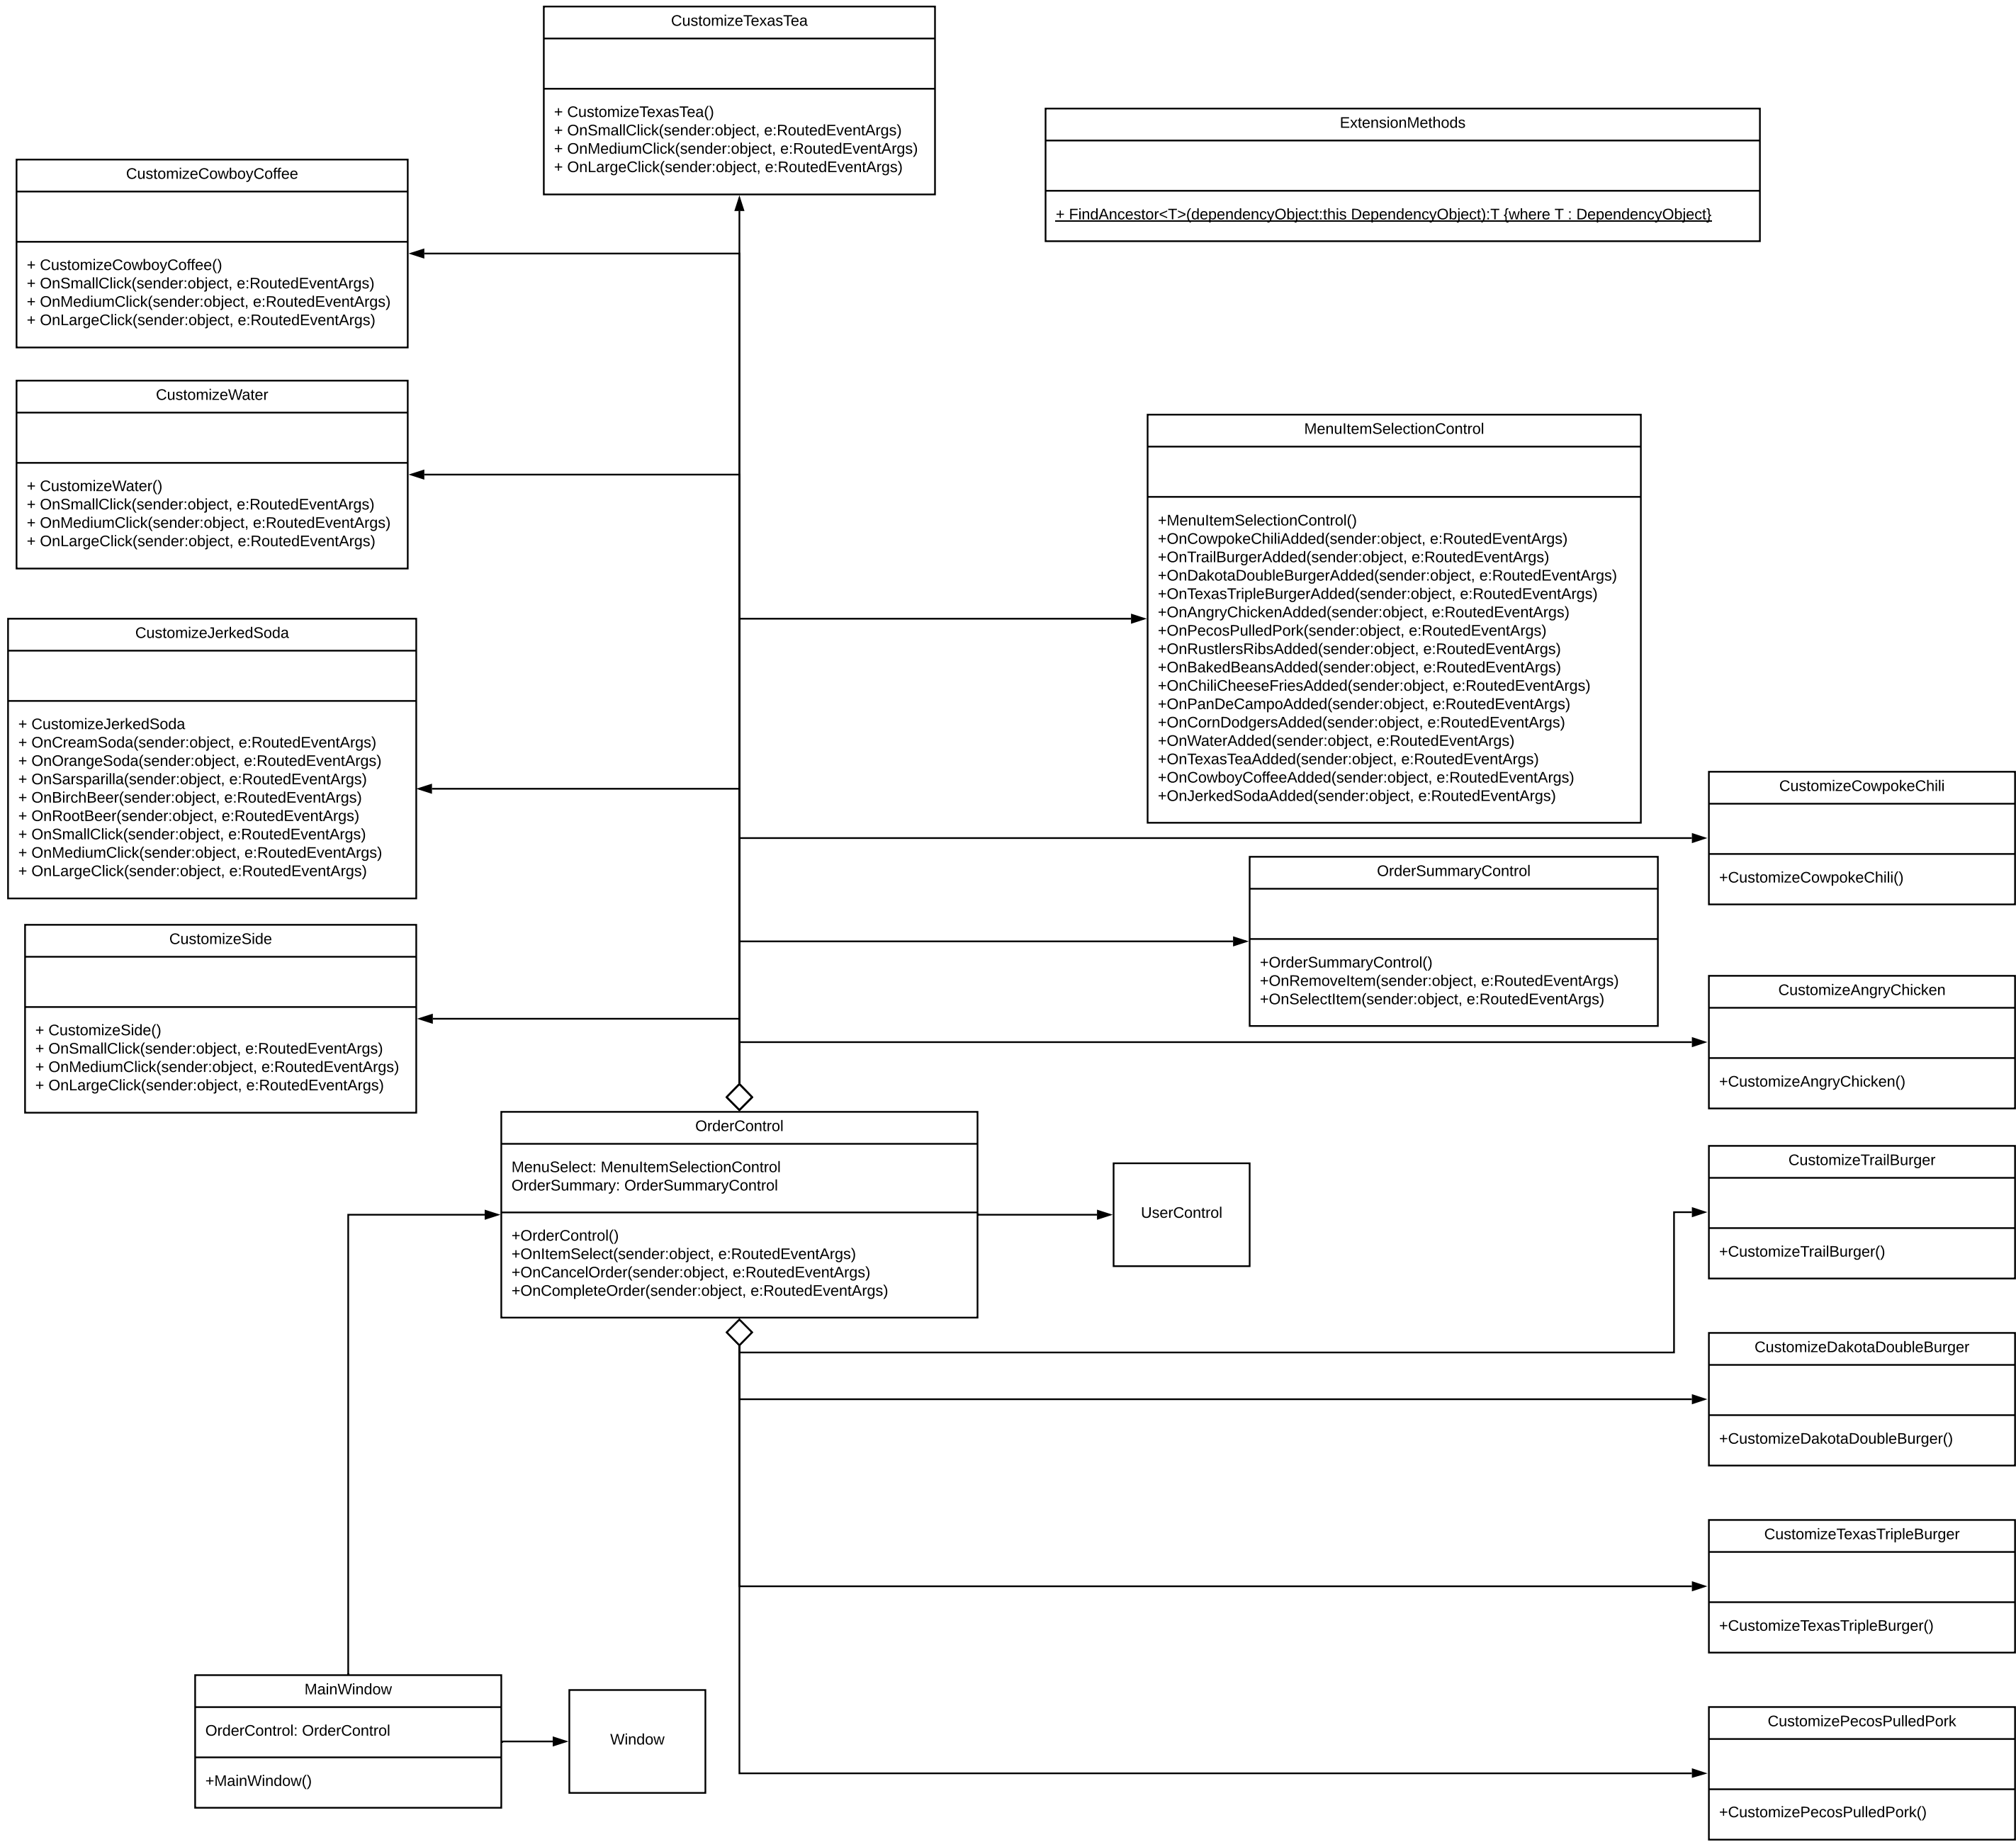 CustomizeTexasTea
+ CustomizeTexasTea()
+ OnSmallClick(sender:object, e:RoutedEventArgs)
+ OnMediumClick(sender:object, e:RoutedEventArgs)
+ OnLargeClick(sender:object, e:RoutedEventArgs)
ExtensionMethods
+ FindAncestor<T>(dependencyObject:this DependencyObject):T {where T : DependencyObject}
CustomizeCowboyCoffee
+ CustomizeCowboyCoffee()
+ OnSmallClick(sender:object, e:RoutedEventArgs)
+ OnMediumClick(sender:object, e:RoutedEventArgs)
+ OnLargeClick(sender:object, e:RoutedEventArgs)
CustomizeWater
+ CustomizeWater()
+ OnSmallClick(sender:object, e:RoutedEventArgs)
+ OnMediumClick(sender:object, e:RoutedEventArgs)
+ OnLargeClick(sender:object, e:RoutedEventArgs)
MenuItemSelectionControl
+MenuItemSelectionControl()
+OnCowpokeChiliAdded(sender:object, e:RoutedEventArgs)
+OnTrailBurgerAdded(sender:object, e:RoutedEventArgs)
+OnDakotaDoubleBurgerAdded(sender:object, e:RoutedEventArgs)
+OnTexasTripleBurgerAdded(sender:object, e:RoutedEventArgs)
+OnAngryChickenAdded(sender:object, e:RoutedEventArgs)
+OnPecosPulledPork(sender:object, e:RoutedEventArgs)
+OnRustlersRibsAdded(sender:object, e:RoutedEventArgs)
+OnBakedBeansAdded(sender:object, e:RoutedEventArgs)
+OnChiliCheeseFriesAdded(sender:object, e:RoutedEventArgs)
+OnPanDeCampoAdded(sender:object, e:RoutedEventArgs)
+OnCornDodgersAdded(sender:object, e:RoutedEventArgs)
+OnWaterAdded(sender:object, e:RoutedEventArgs)
+OnTexasTeaAdded(sender:object, e:RoutedEventArgs)
+OnCowboyCoffeeAdded(sender:object, e:RoutedEventArgs)
+OnJerkedSodaAdded(sender:object, e:RoutedEventArgs)
CustomizeJerkedSoda
+ CustomizeJerkedSoda
+ OnCreamSoda(sender:object, e:RoutedEventArgs)
+ OnOrangeSoda(sender:object, e:RoutedEventArgs)
+ OnSarsparilla(sender:object, e:RoutedEventArgs)
+ OnBirchBeer(sender:object, e:RoutedEventArgs)
+ OnRootBeer(sender:object, e:RoutedEventArgs)
+ OnSmallClick(sender:object, e:RoutedEventArgs)
+ OnMediumClick(sender:object, e:RoutedEventArgs)
+ OnLargeClick(sender:object, e:RoutedEventArgs)
CustomizeCowpokeChili
+CustomizeCowpokeChili()
OrderSummaryControl
+OrderSummaryControl()
+OnRemoveItem(sender:object, e:RoutedEventArgs)
+OnSelectItem(sender:object, e:RoutedEventArgs)
CustomizeSide
+ CustomizeSide()
+ OnSmallClick(sender:object, e:RoutedEventArgs)
+ OnMediumClick(sender:object, e:RoutedEventArgs)
+ OnLargeClick(sender:object, e:RoutedEventArgs)
CustomizeAngryChicken
+CustomizeAngryChicken()
OrderControl
MenuSelect: MenuItemSelectionControl
OrderSummary: OrderSummaryControl
+OrderControl()
+OnItemSelect(sender:object, e:RoutedEventArgs)
+OnCancelOrder(sender:object, e:RoutedEventArgs)
+OnCompleteOrder(sender:object, e:RoutedEventArgs)
UserControl
CustomizeTrailBurger
+CustomizeTrailBurger()
CustomizeDakotaDoubleBurger
+CustomizeDakotaDoubleBurger()
CustomizeTexasTripleBurger
+CustomizeTexasTripleBurger()
MainWindow
OrderControl: OrderControl
+MainWindow()
Window
CustomizePecosPulledPork
+CustomizePecosPulledPork()